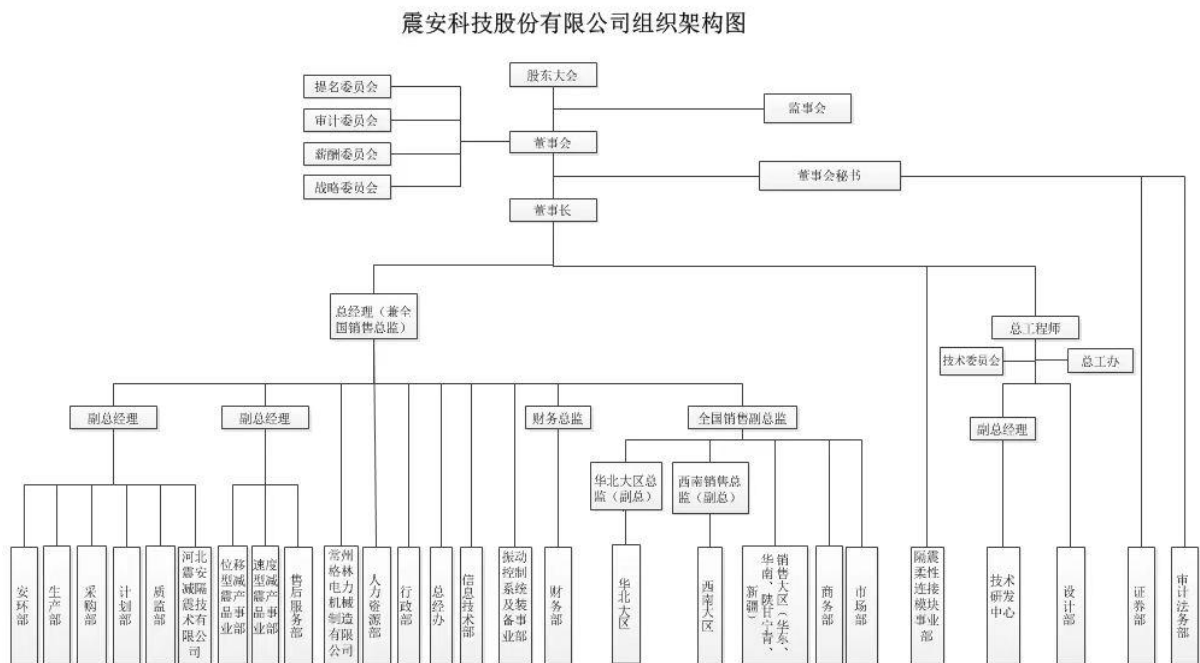 震安科技股份有限公司组织架构图
股东大会
提名委员会
审计委员会
薪酬委员会
战略委员会
监事会
董事会
董事会秘书
董事长
总经理（兼全
国销售总监）
总工程师
技术委员会
总工办
副总经理
副总经理
财务总监
全国销售副总监
副总经理
华北大区总
监（副总）
西南销售总
监（副总）
安环部
生产部
采购部
计划部
质监部
河北震安减隔震技术有限公司
位移型减震产品事业部
速度型减震产品事业部
售后服务部
常州格林电力机械制造有限公司
人力资源部
行政部
总经办
信息技术部
振动控制系统及装备事业部
财务部
华北大区
西南大区
销售大区（华东、
华南、陕甘宁青、
新疆）
商务部
市场部
隔震柔性连接模块事业部
技术研发中心
设计部
证券部
审计法务部